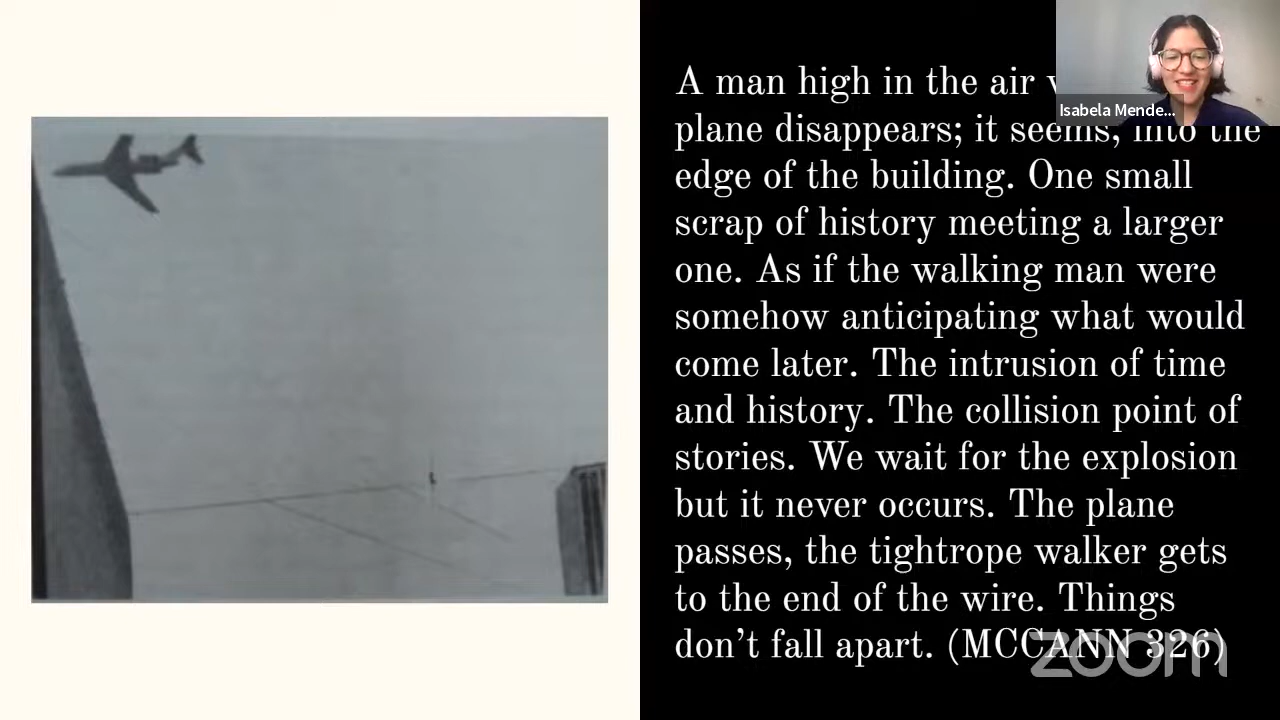 A man high in the air
plane disappears; it seems, into the
edge of the building. One small
scrap of history meeting a larger
one. As if the walking man were
somehow anticipating what would
come later. The intrusion of time
and history. The collision point of
stories. We wait for the explosion
but it never occurs. The plane
passes, the tightrope walker gets
to the end of the wire. Things
don’t fall apart. (MCCANN 326)
Isabela Mende...
zoom